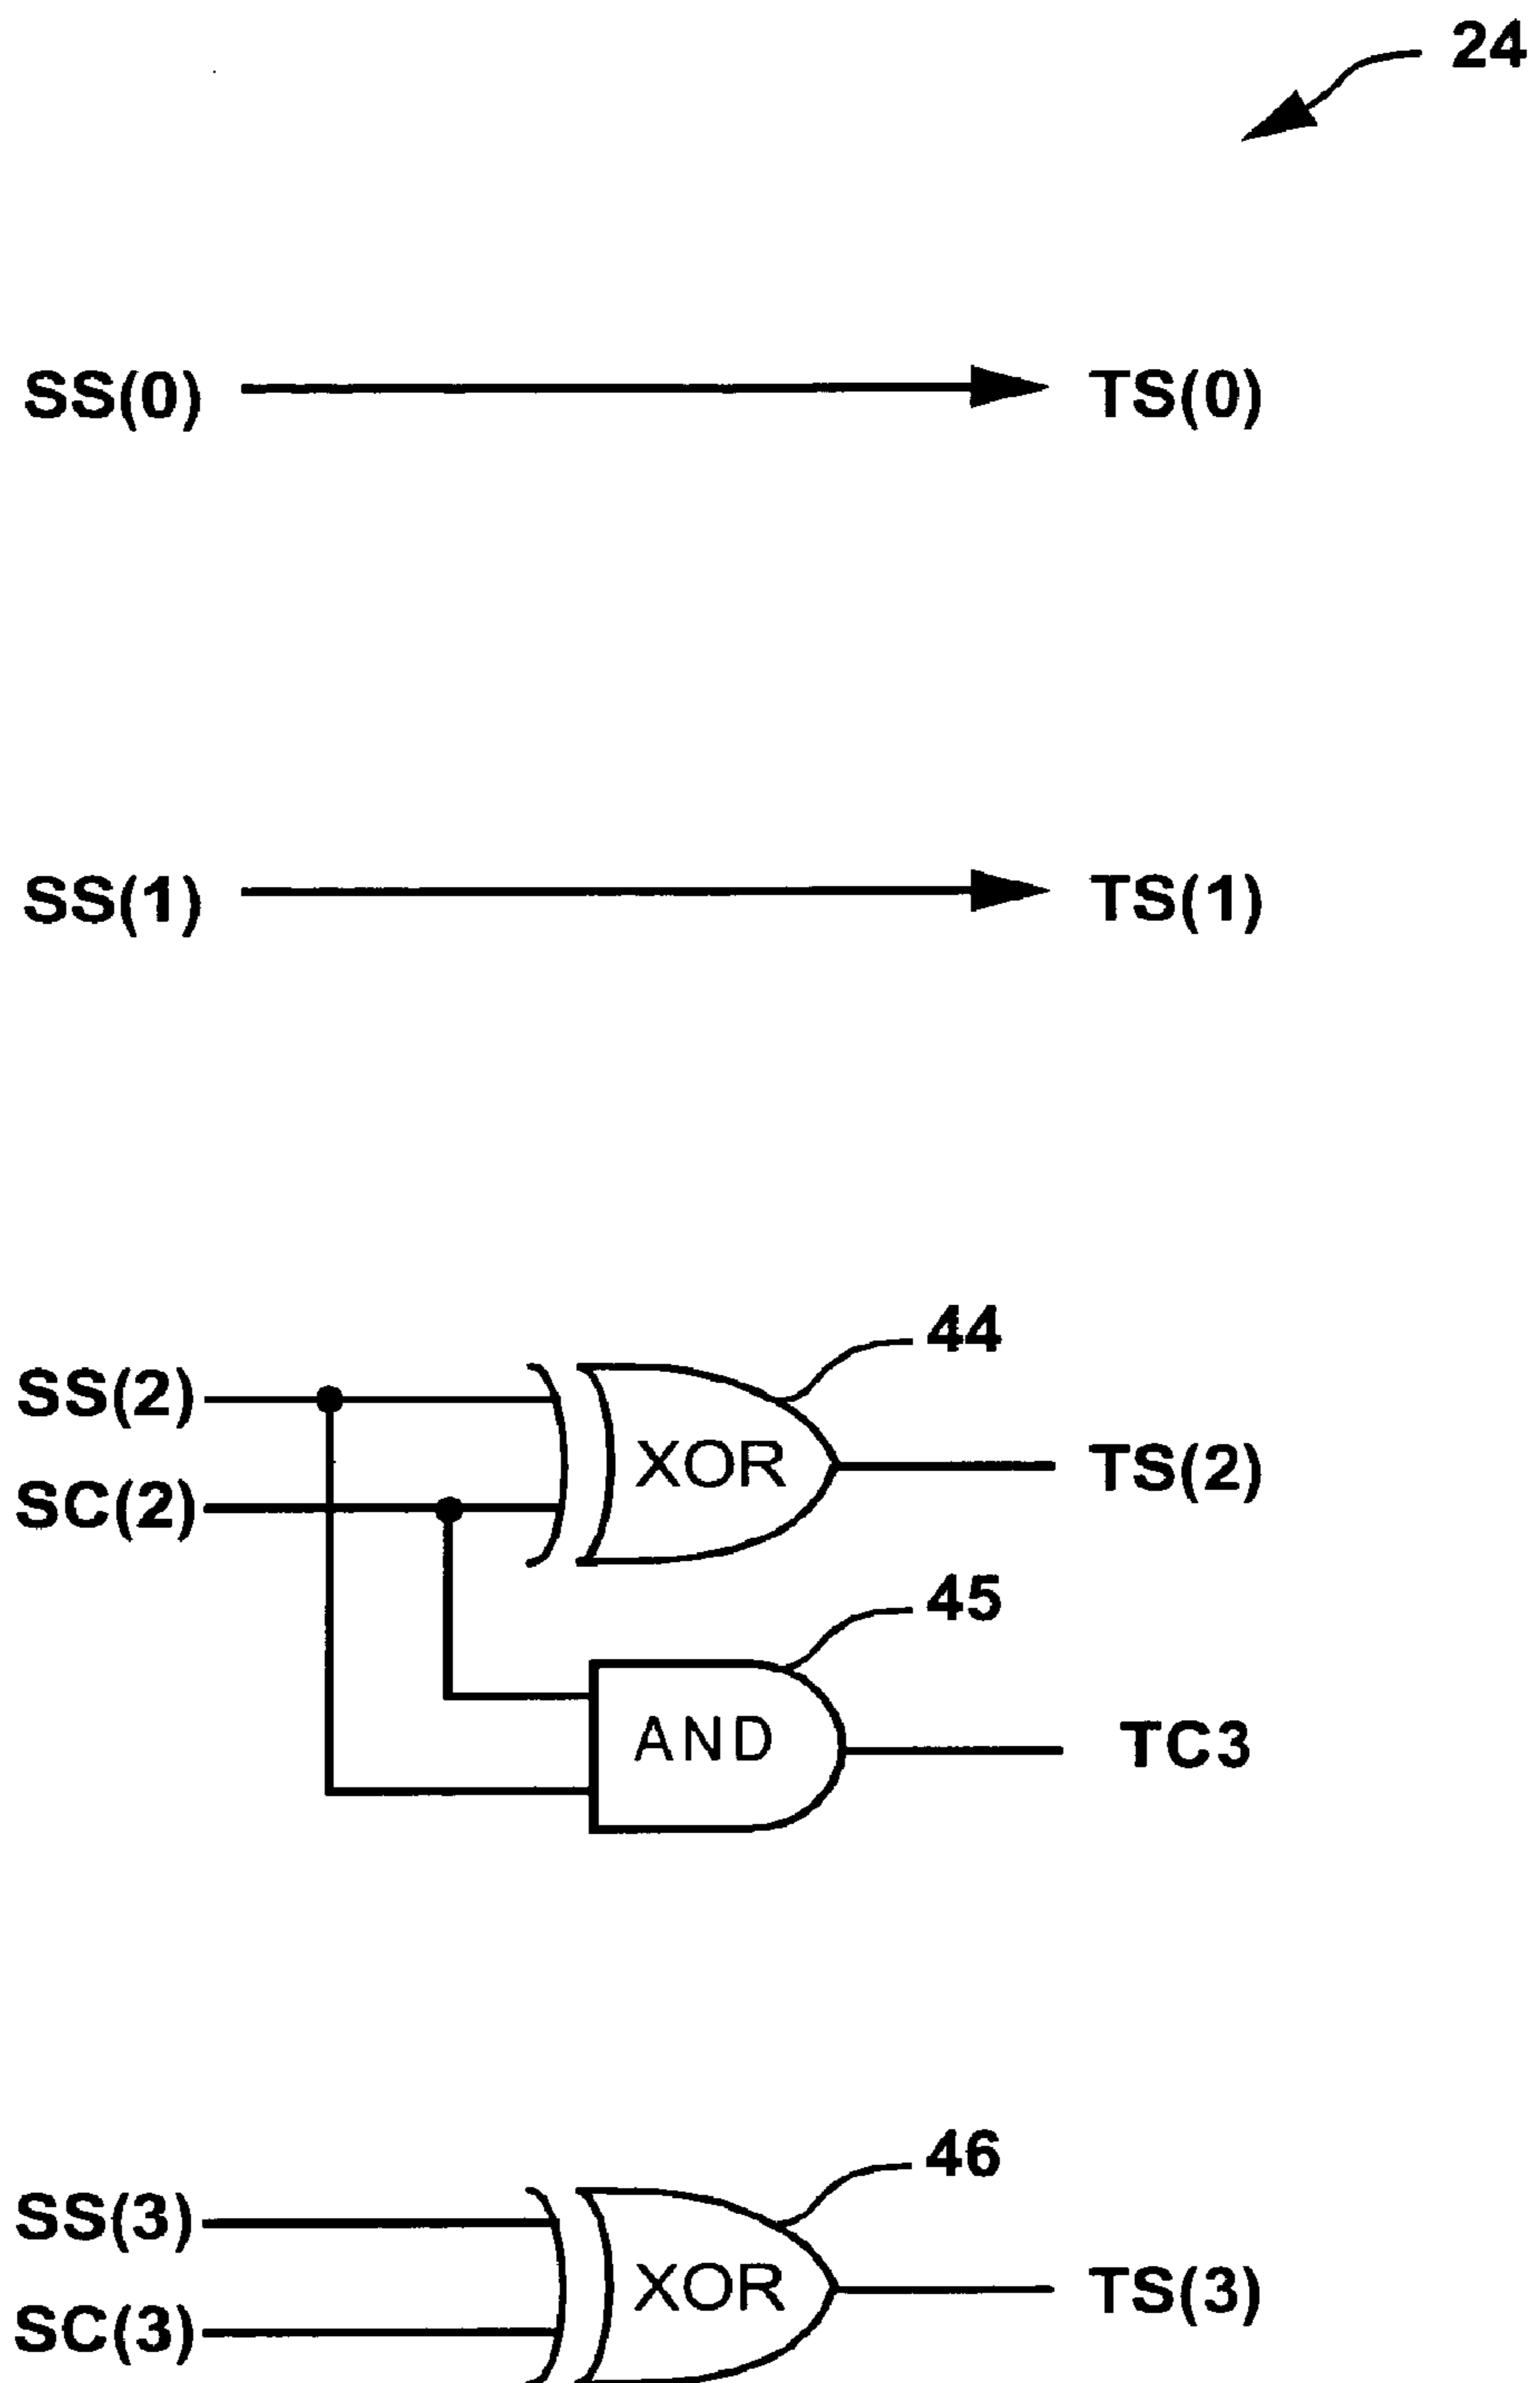 24
SS(0) TS(0)
SS(1) TS(1)
44
SS(2)
XOR
TS(2)
SC(2)
45
AND
TC3
46
SS(3)
XOR
TS(3)
SC(3)